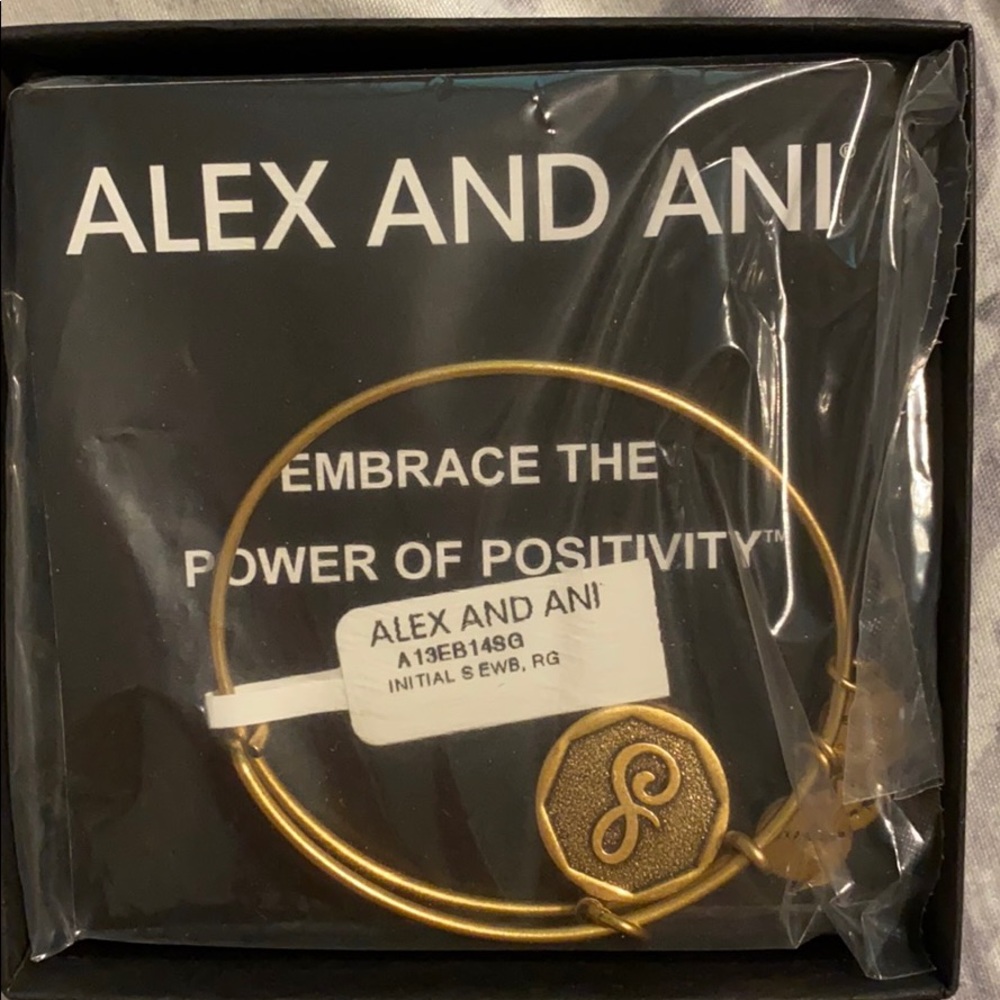 ALEX AND ANI®
EMBRACE THE
POWER OF POSITIVITY™
ALEX AND ANI
A13EB14SG
INITIAL S EWB, RG
S